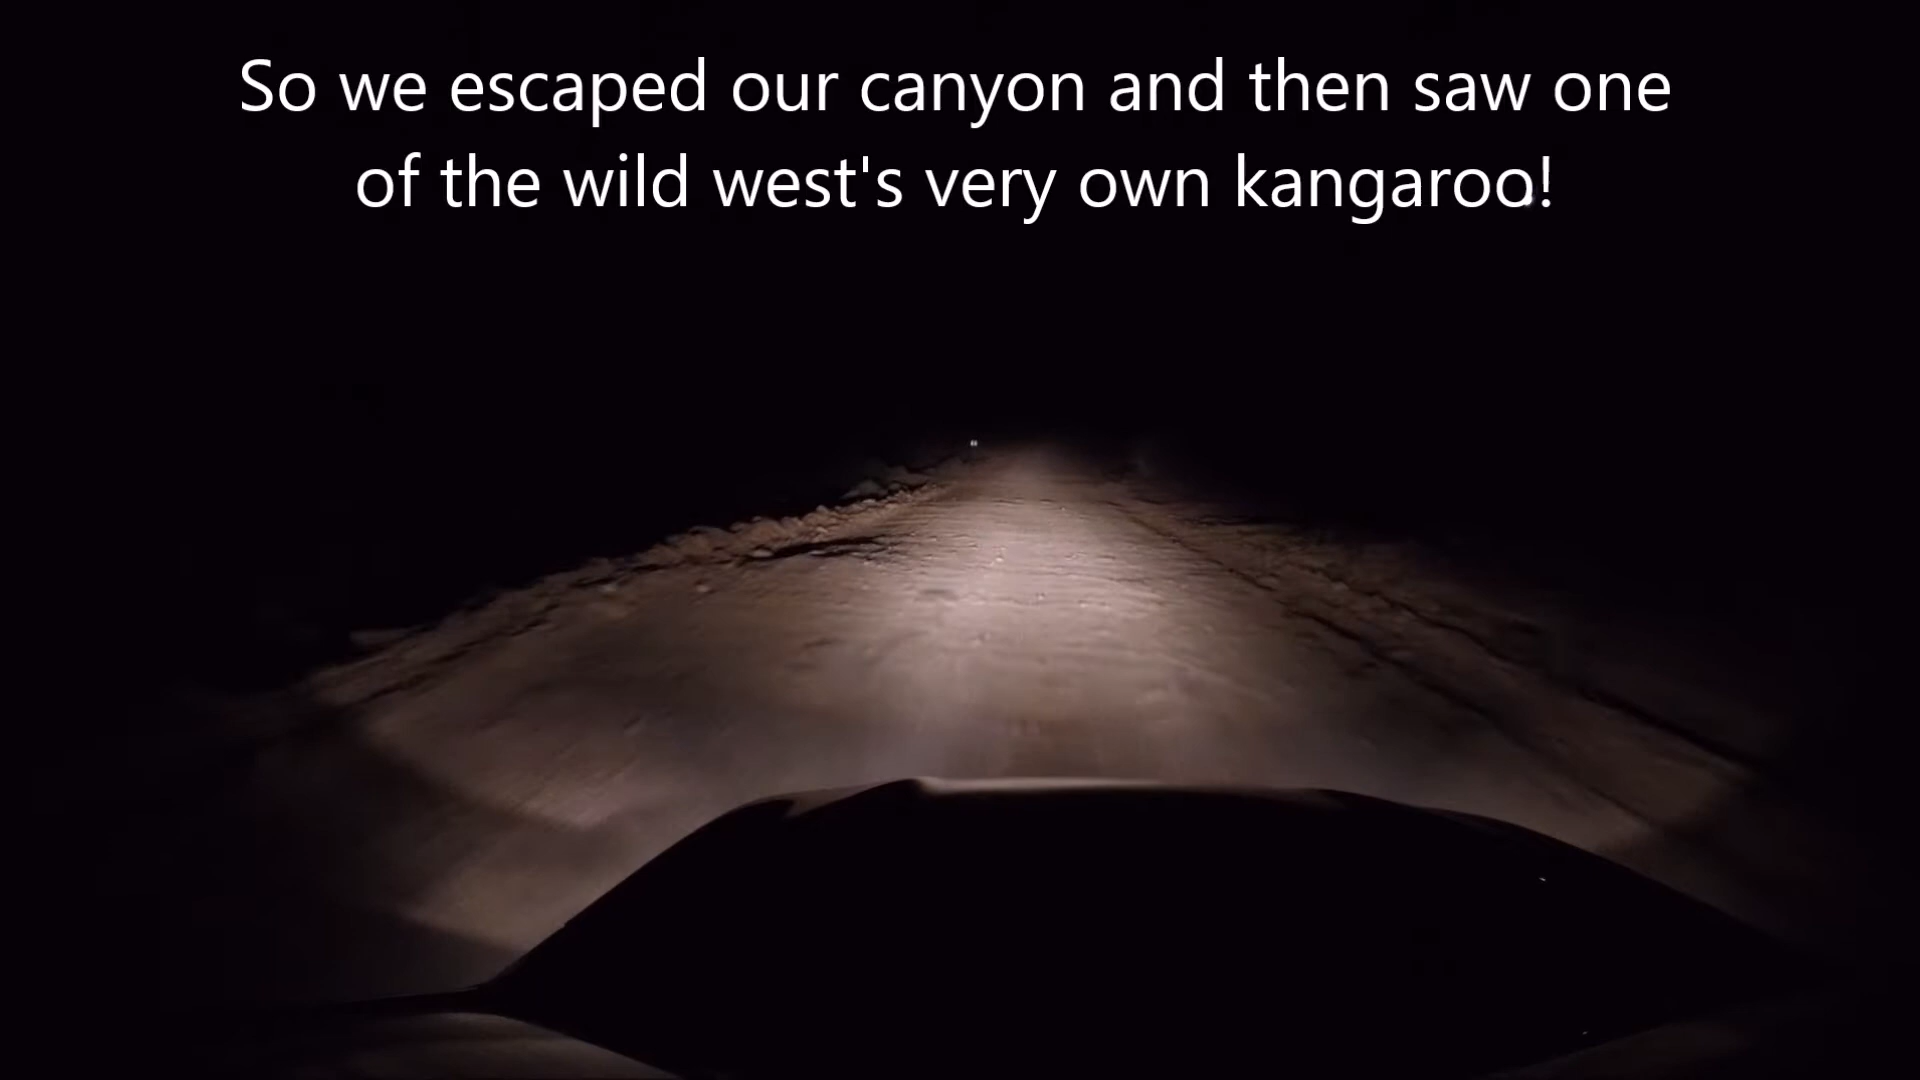 So we escaped our canyon and then saw one
of the wild west's very own kangaroo!